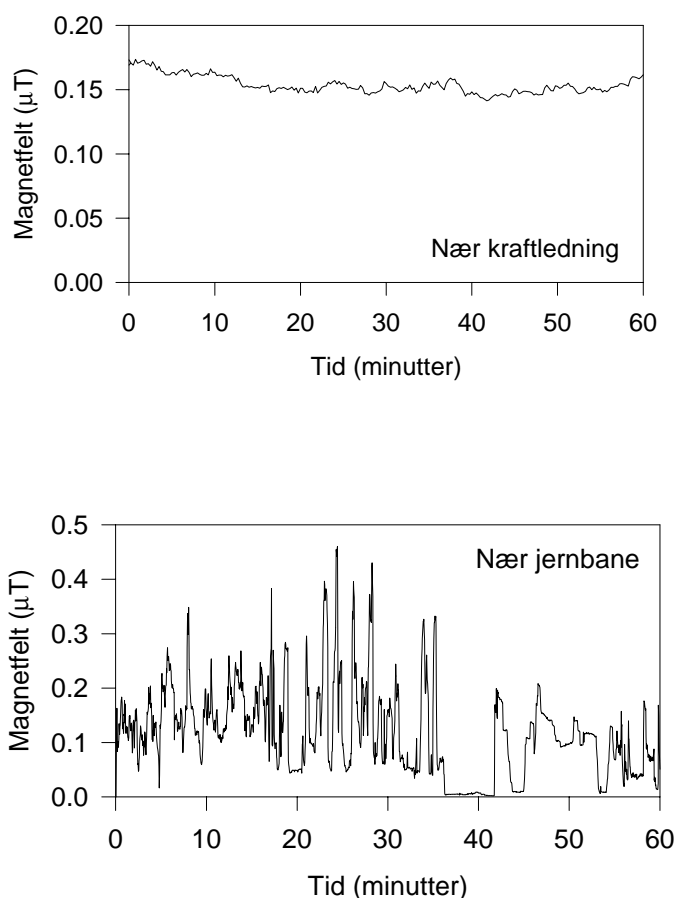 0.20
0.15
0.10
0.05
0.00
Magnetfelt (μT)
Nær kraftledning
0 10 20 30 40 50 60
Tid (minutter)
0.5
0.4
0.3
0.2
0.1
0.0
Magnetfelt (μT)
Nær jernbane
0 10 20 30 40 50 60
Tid (minutter)